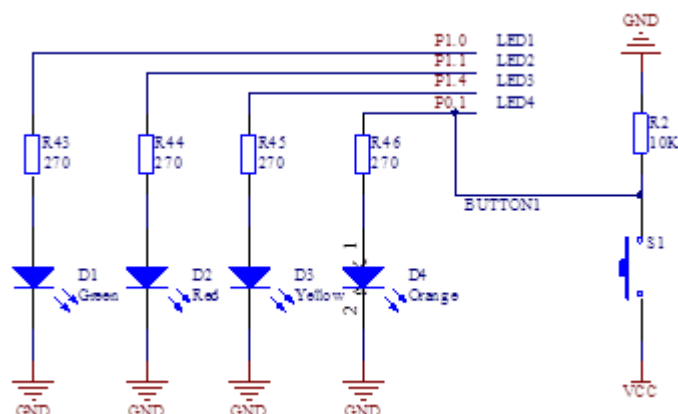 GND
P1.0 LED1
P1.1 LED2
P1.4 LED3
P0.1 LED4
R43 270
R44 270
R45 270
R46 270
R2 10K
BUTTON1
S1
1
D1 Green
D2 Red
D3 Yellow
D4 Orange
2
GND
GND
GND
GND
VCC